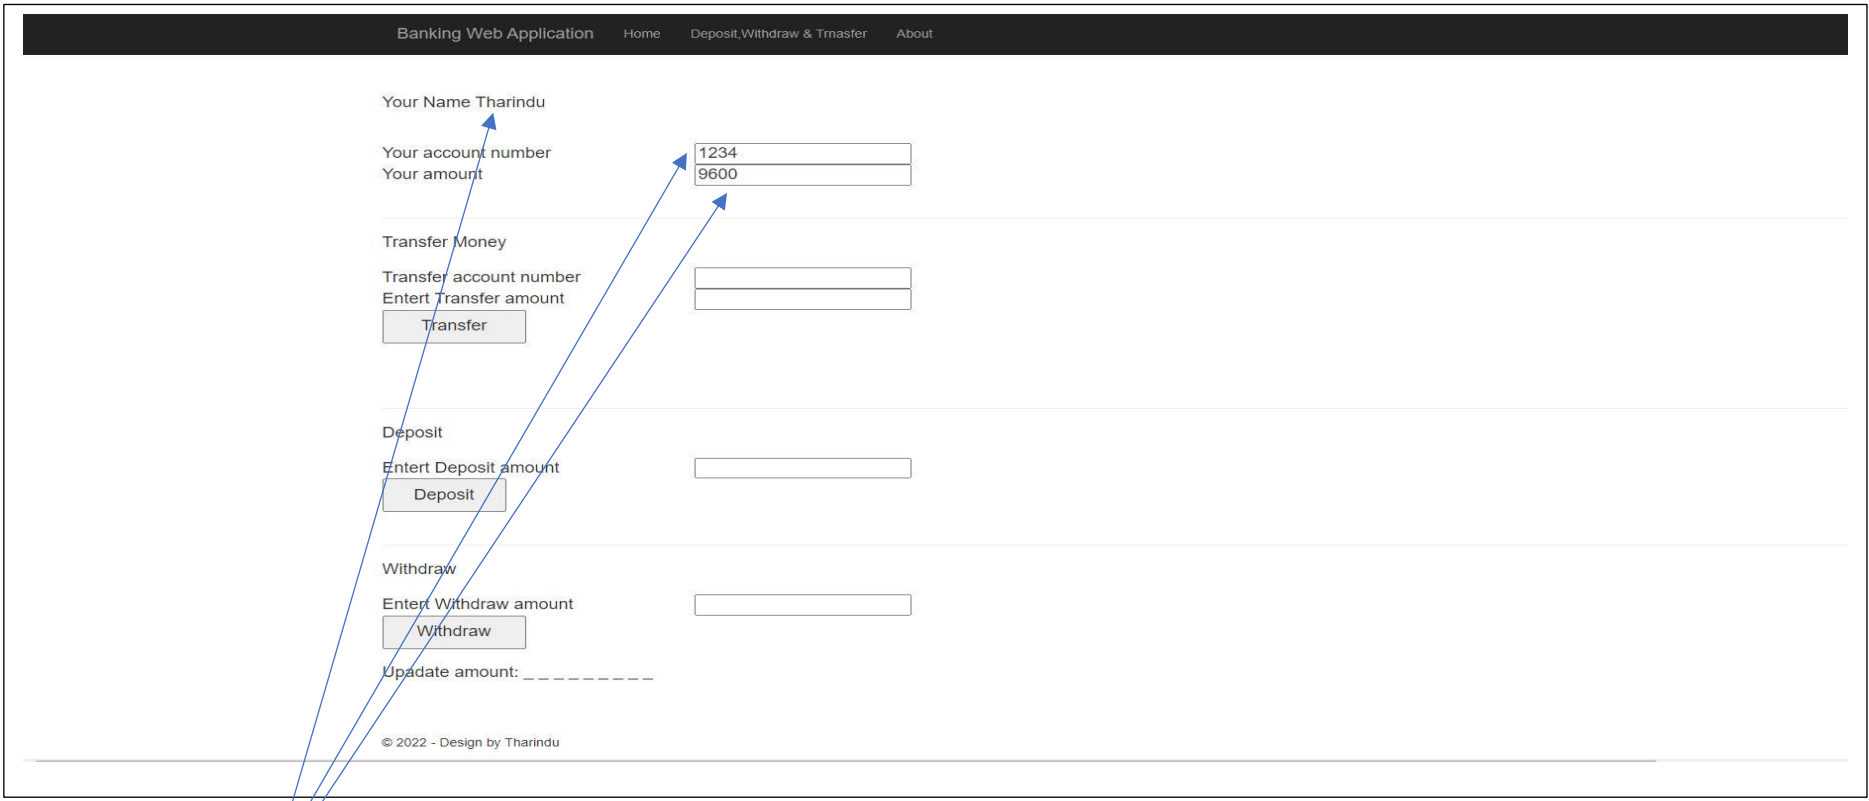 Banking Web Application Home Deposit,Withdraw & Trnasfer About
Your Name Tharindu
Your account number 1234
Your amount 9600
Transfer Money
Transfer account number
Entert Transfer amount
Transfer
Deposit
Entert Deposit amount
Deposit
Withdraw
Entert Withdraw amount
Withdraw
Upadate amount: _ _ _ _ _ _ _ _ _
© 2022 - Design by Tharindu